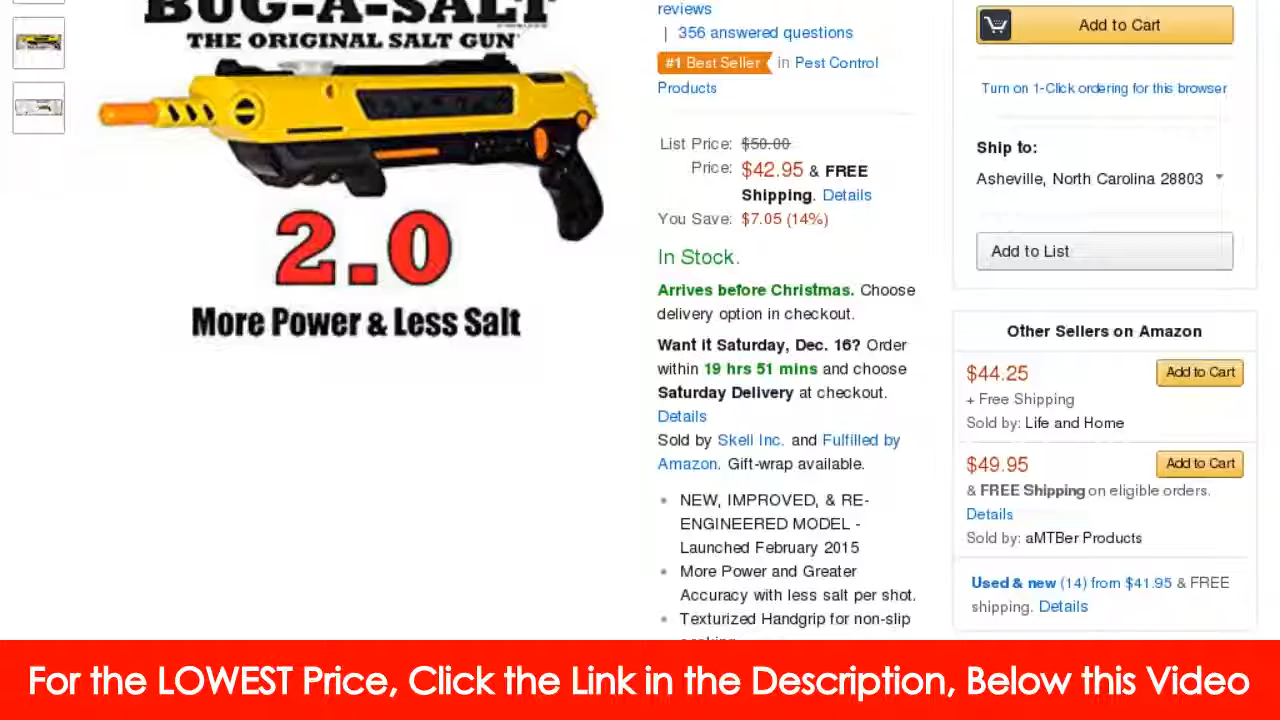 BUG-A-SALT
THE ORIGINAL SALT GUN
2.0
More Power & Less Salt
reviews
| 356 answered questions
#1 Best Seller in Pest Control
Products
List Price: $50.00
Price: $42.95 & FREE
Shipping. Details
You Save: $7.05 (14%)
In Stock.
Arrives before Christmas. Choose
delivery option in checkout.
Want it Saturday, Dec. 16? Order
within 19 hrs 51 mins and choose
Saturday Delivery at checkout.
Details
Sold by Skell Inc. and Fulfilled by
Amazon. Gift-wrap available.
• NEW, IMPROVED, & RE-
ENGINEERED MODEL -
Launched February 2015
• More Power and Greater
Accuracy with less salt per shot.
• Texturized Handgrip for non-slip
Add to Cart
Turn on 1-Click ordering for this browser
Ship to:
Asheville, North Carolina 28803
Add to List
Other Sellers on Amazon
$44.25 Add to Cart
+ Free Shipping
Sold by: Life and Home
$49.95 Add to Cart
& FREE Shipping on eligible orders.
Details
Sold by: aMTBer Products
Used & new (14) from $41.95 & FREE
shipping. Details
For the LOWEST Price, Click the Link in the Description, Below this Video